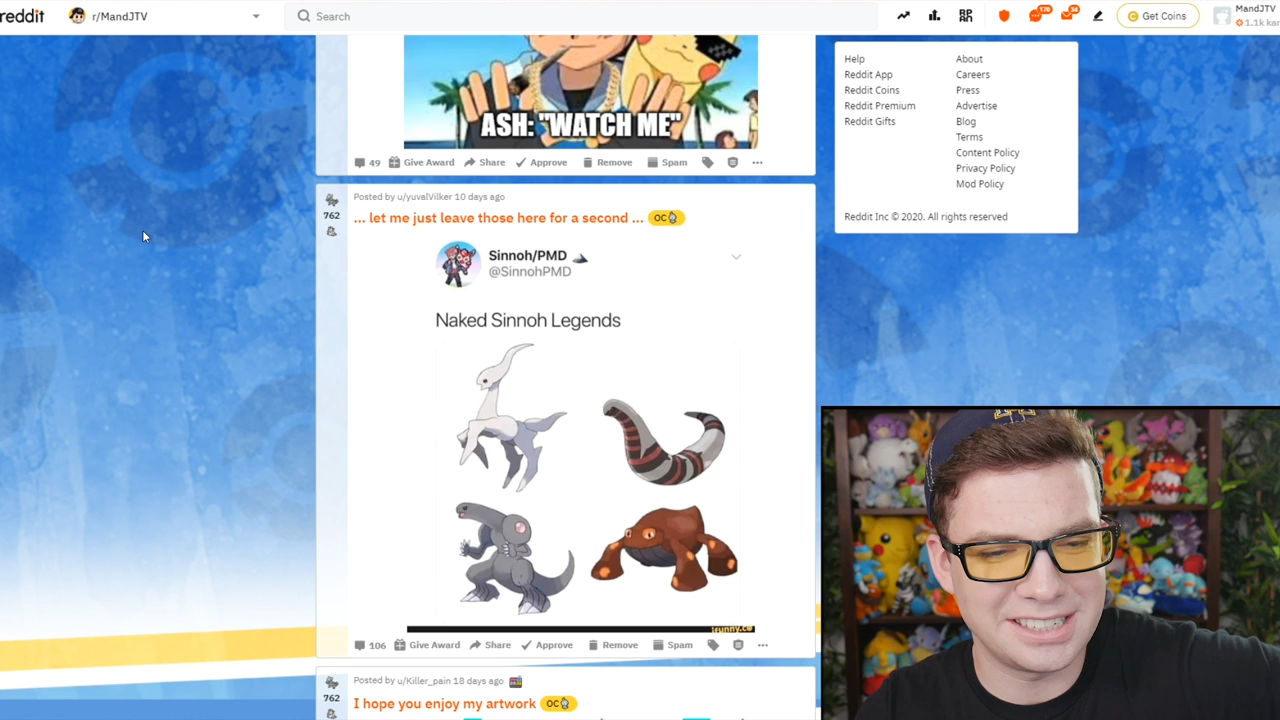 reddit r/MandJTV Search 170 34 Get Coins MandJTV
1.1k kar
ASH: "WATCH ME"
49 Give Award Share Approve Remove Spam
Help About
Reddit App Careers
Reddit Coins Press
Reddit Premium Advertise
Reddit Gifts Blog
Terms
Content Policy
Privacy Policy
Mod Policy
Reddit Inc © 2020. All rights reserved
Posted by u/yuvalVilker 10 days ago
762 ... let me just leave those here for a second ... OC
Sinnoh/PMD
@SinnohPMD
Naked Sinnoh Legends
ifunny.co
106 Give Award Share Approve Remove Spam
Posted by u/Killer_pain 18 days ago
762 I hope you enjoy my artwork OC